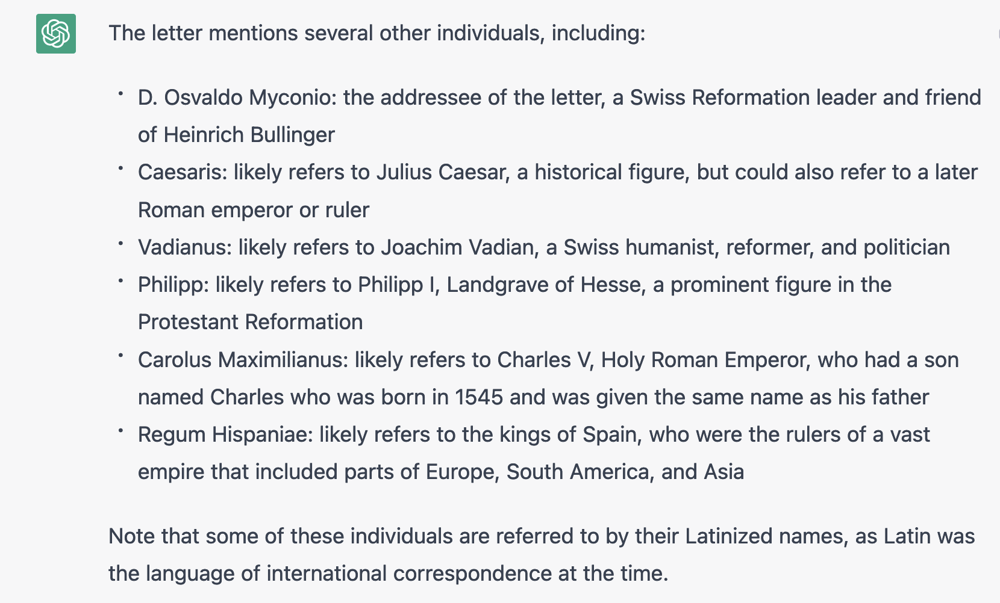 The letter mentions several other individuals, including:
• D. Osvaldo Myconio: the addressee of the letter, a Swiss Reformation leader and friend
of Heinrich Bullinger
• Caesaris: likely refers to Julius Caesar, a historical figure, but could also refer to a later
Roman emperor or ruler
• Vadianus: likely refers to Joachim Vadian, a Swiss humanist, reformer, and politician
• Philipp: likely refers to Philipp I, Landgrave of Hesse, a prominent figure in the
Protestant Reformation
• Carolus Maximilianus: likely refers to Charles V, Holy Roman Emperor, who had a son
named Charles who was born in 1545 and was given the same name as his father
• Regum Hispaniae: likely refers to the kings of Spain, who were the rulers of a vast
empire that included parts of Europe, South America, and Asia
Note that some of these individuals are referred to by their Latinized names, as Latin was
the language of international correspondence at the time.